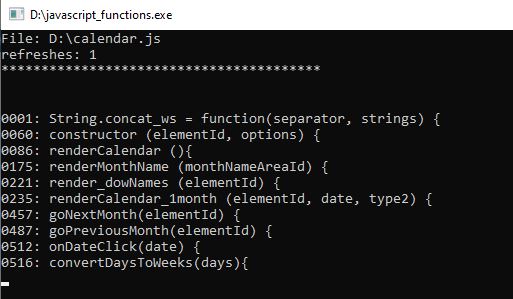 D:\javascript_functions.exe
File: D:\calendar.js
refreshes: 1
****************************************
0001: String.concat_ws = function(separator, strings) {
0060: constructor (elementId, options) {
0086: renderCalendar (){
0175: renderMonthName (monthNameAreaId) {
0221: render_dowNames (elementId) {
0235: renderCalendar_1month (elementId, date, type2) {
0457: goNextMonth(elementId) {
0487: goPreviousMonth(elementId) {
0512: onDateClick(date) {
0516: convertDaysToWeeks(days){